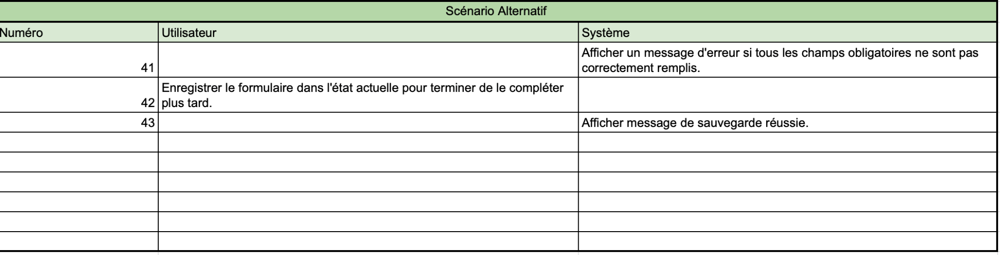 Scénario Alternatif
Numéro Utilisateur Système
Afficher un message d'erreur si tous les champs obligatoires ne sont pas
41 correctement remplis.
Enregistrer le formulaire dans l'état actuelle pour terminer de le compléter
42 plus tard.
43 Afficher message de sauvegarde réussie.